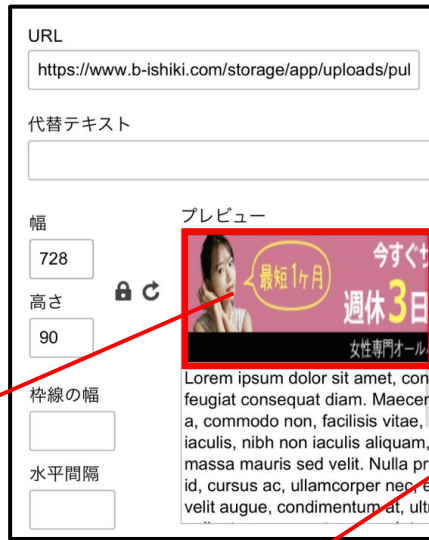 URL
https://www.b-ishiki.com/storage/app/uploads/pul
代替テキスト
幅
728
高さ
90
枠線の幅
水平間隔
プレビュー
最短1ヶ月
今すぐ
週休3日
女性専門オール
Lorem ipsum dolor sit amet, con
feugiat consequat diam. Maecen
a, commodo non, facilisis vitae,
iaculis, nibh non iaculis aliquam,
massa mauris sed velit. Nulla pr
id, cursus ac, ullamcorper nec, e
velit augue, condimentum at, ultr